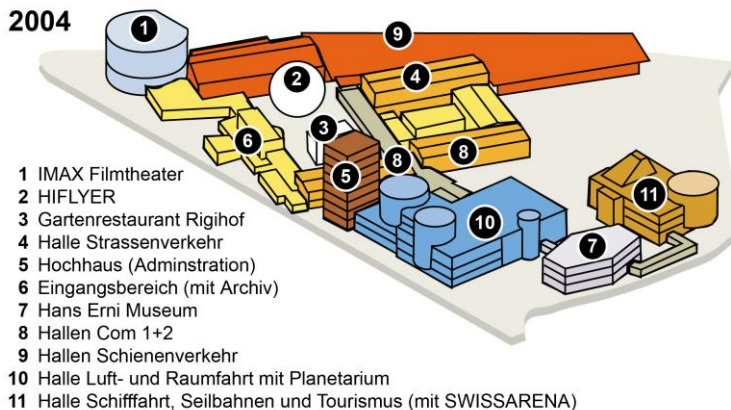 2004
1
9
2
4
3
6
8
8
5
11
10
7
1 IMAX Filmtheater
2 HIFLYER
3 Gartenrestaurant Rigihof
4 Halle Strassenverkehr
5 Hochhaus (Adminstration)
6 Eingangsbereich (mit Archiv)
7 Hans Erni Museum
8 Hallen Com 1+2
9 Hallen Schienenverkehr
10 Halle Luft- und Raumfahrt mit Planetarium
11 Halle Schifffahrt, Seilbahnen und Tourismus (mit SWISSARENA)